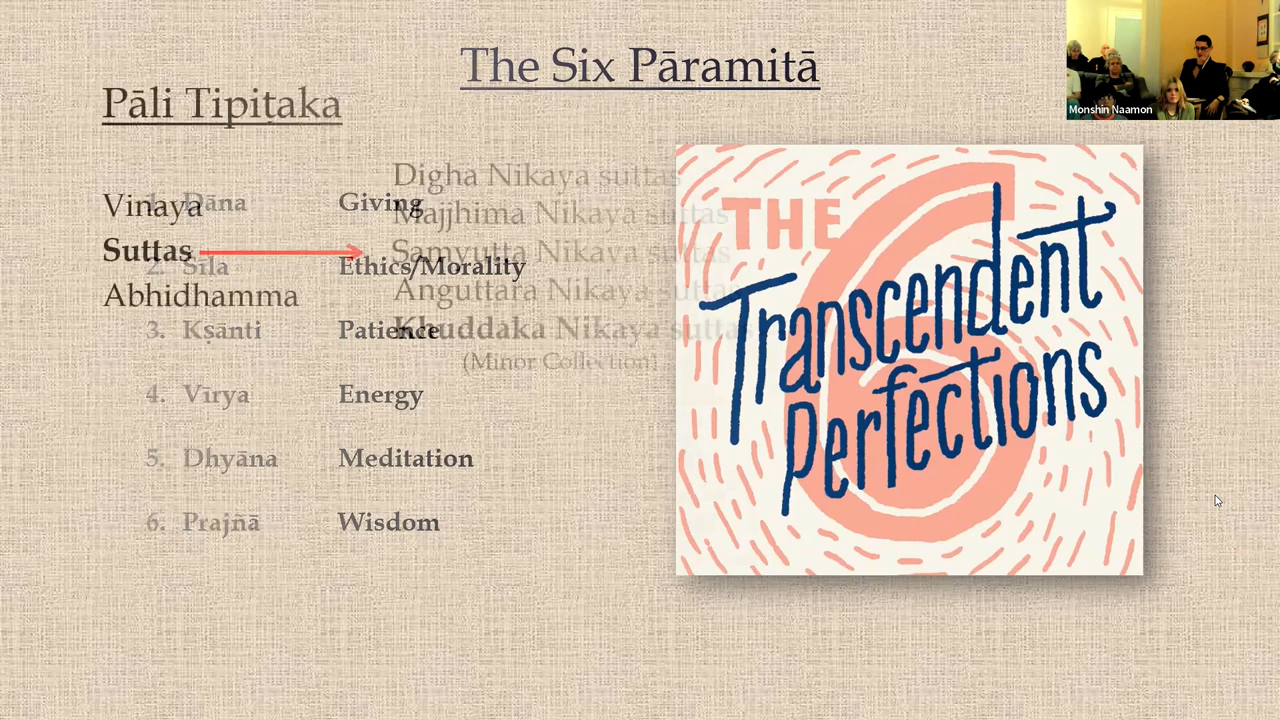 The Six Pāramitā
Pāli Tipiṭaka
Vinaya
Suttas
Abhidhamma
Digha Nikaya suttas
Majjhima Nikaya suttas
Samyutta Nikaya suttas
Anguttara Nikaya suttas
Khuddaka Nikaya suttas
(Minor Collection)
1. Dāna Giving
2. Sīla Ethics/Morality
3. Kṣānti Patience
4. Vīrya Energy
5. Dhyāna Meditation
6. Prajñā Wisdom
THE
6
Transcendent
Perfections
Monshin Naamon